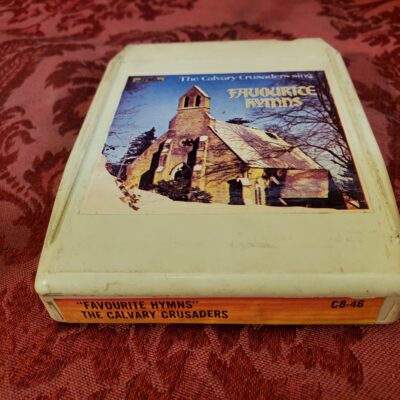 The Calvary Crusaders sing
FAVOURITE
HYMNS
"FAVOURITE HYMNS"
C8-46
THE CALVARY CRUSADERS